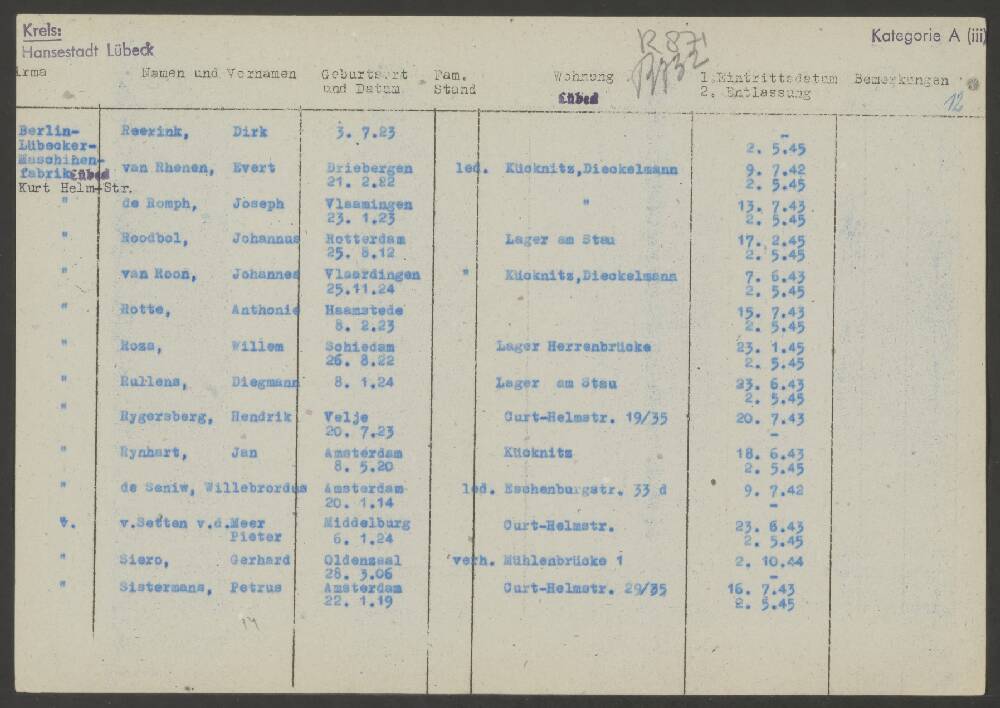 Kreis:
Hansestadt Lübeck
R 871
Kategorie A (iii)
irma Namen und Vornamen Geburtsort Fam. Wohnung 1.Eintrittsdatum Bemerkungen
und Datum Stand Lübed 2. Entlassung 12
Berlin- Reerink, Dirk 3. 7.23 -
Lübecker- 2. 5.45
Maschihen- van Rhenen, Evert Driebergen led. Kücknitz,Dieckelmann 9. 7.42
fabrik Lübed 21. 2.22 2. 5.45
Kurt Helm-Str.
" de Romph, Joseph Vlaamingen " 13. 7.43
23. 1.23 2. 5.45
" Roodbol, Johannus Rotterdam Lager am Stau 17. 2.45
25. 8.12 2. 5.45
" van Roon, Johannes Vlaardingen " Kücknitz,Dieckelmann 7. 6.43
25.11.24 2. 5.45
" Rotte, Anthonie Haamstede 15. 7.43
8. 2.23 2. 5.45
" Roza, Willem Schiedam Lager Herrenbrücke 23. 1.45
26. 8.22 2. 5.45
" Rullens, Diegmann 8. 1.24 Lager am Stau 23. 6.43
2. 5.45
" Rygersberg, Hendrik Velje Curt-Helmstr. 19/35 20. 7.43
20. 7.23 -
" Rynhart, Jan Amsterdam Kücknitz 18. 6.43
8. 5.20 2. 5.45
" de Saniw, Willebrordus Amsterdam led. Eschenburgstr. 33 d 9. 7.42
20. 1.14 -
v. v.Setten v.d.Meer Middelburg Curt-Helmstr. 23. 6.43
Pieter 6. 1.24 2. 5.45
" Siero, Gerhard Oldenzaal verh. Mühlenbrücke 1 2. 10.44
28. 3.06 -
" Sistermans, Petrus Amsterdam Curt-Helmstr. 29/35 16. 7.43
22. 1.19 2. 5.45
14